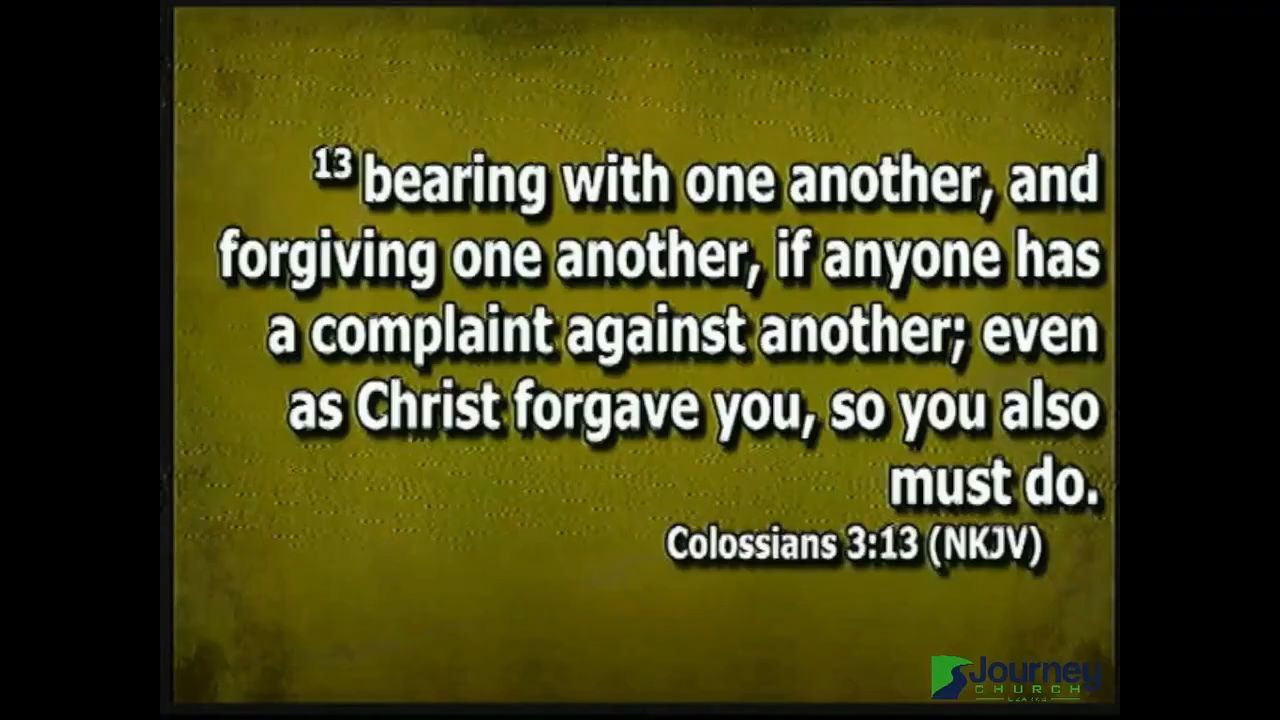 13 bearing with one another, and
forgiving one another, if anyone has
a complaint against another; even
as Christ forgave you, so you also
must do.
Colossians 3:13 (NKJV)
Journey
CHURCH